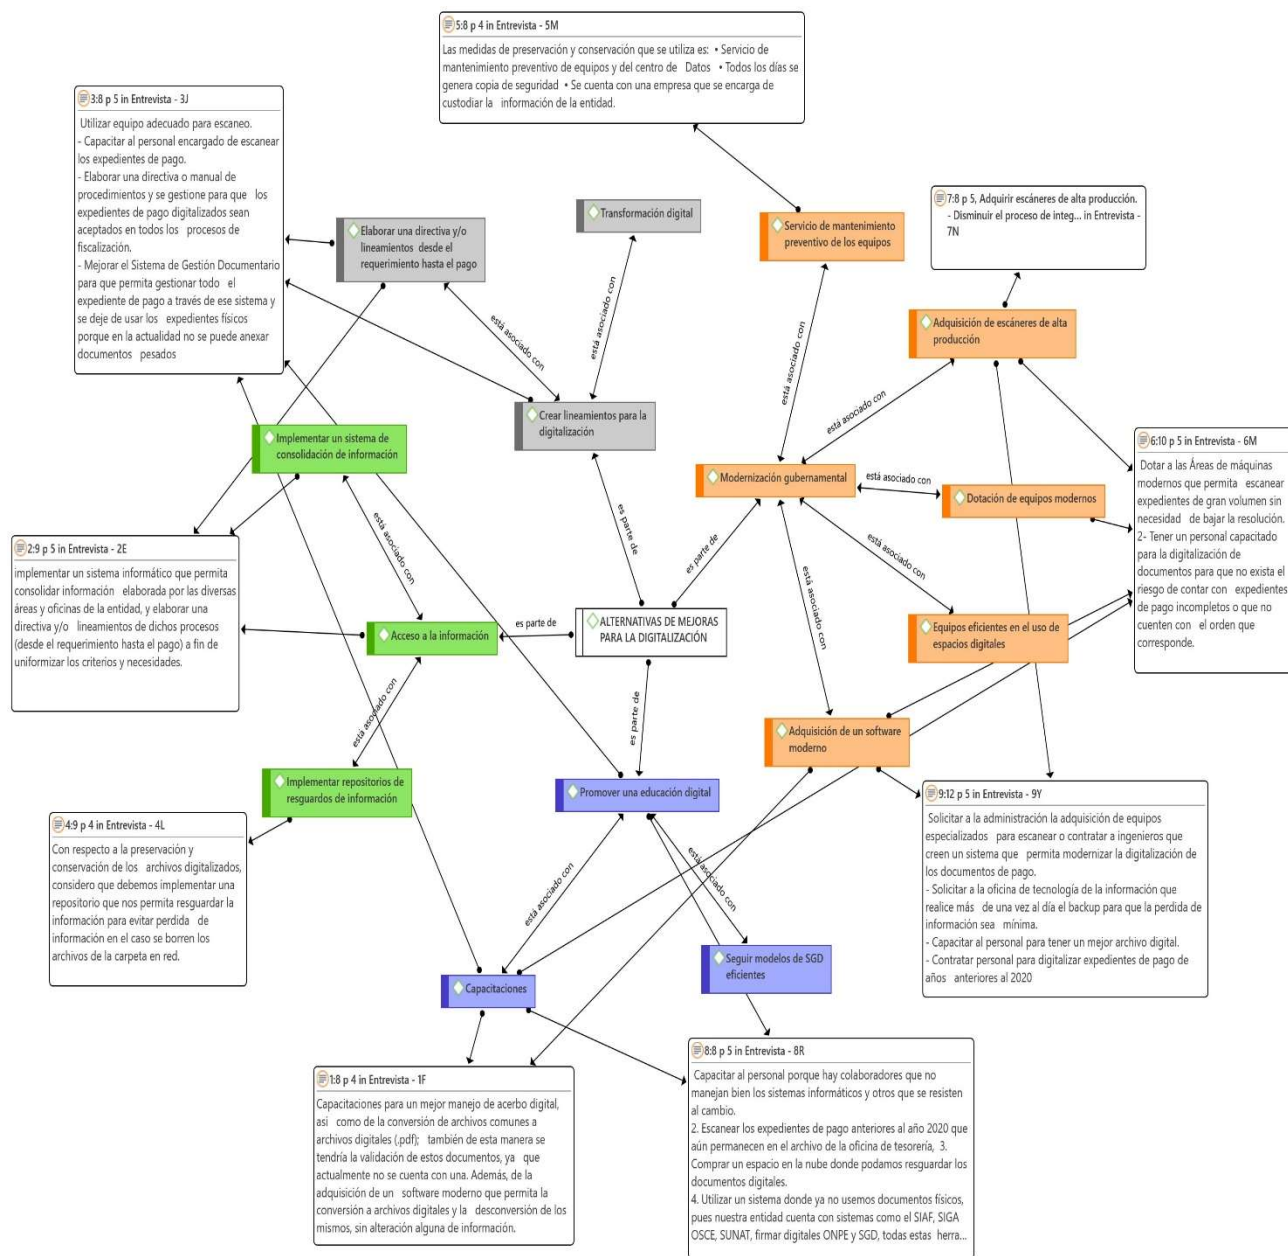 5:8 p 4 in Entrevista - 5M
Las medidas de preservación y conservación que se utiliza es: • Servicio de
mantenimiento preventivo de equipos y del centro de Datos • Todos los días se
genera copia de seguridad • Se cuenta con una empresa que se encarga de
custodiar la información de la entidad.
3:8 p 5 in Entrevista - 3J
Utilizar equipo adecuado para escaneo.
- Capacitar al personal encargado de escanear
los expedientes de pago.
- Elaborar una directiva o manual de
procedimientos y se gestione para que los
expedientes de pago digitalizados sean
aceptados en todos los procesos de
fiscalización.
- Mejorar el Sistema de Gestión Documentario
para que permita gestionar todo el
expediente de pago a través de ese sistema y
se deje de usar los expedientes físicos
porque en la actualidad no se puede anexar
documentos pesados
Elaborar una directiva y/o
lineamientos desde el
requerimiento hasta el pago
Transformación digital
Servicio de mantenimiento
preventivo de los equipos
7:8 p 5, Adquirir escáneres de alta producción.
- Disminuir el proceso de integ... in Entrevista -
7N
Adquisición de escáneres de alta
producción
está asociado con
está asociado con
está asociado con
está asociado con
Crear lineamientos para la
digitalización
Implementar un sistema de
consolidación de información
Modernización gubernamental
está asociado con
Dotación de equipos modernos
6:10 p 5 in Entrevista - 6M
Dotar a las Áreas de máquinas
modernos que permita escanear
expedientes de gran volumen sin
necesidad de bajar la resolución.
2- Tener un personal capacitado
para la digitalización de
documentos para que no exista el
riesgo de contar con expedientes
de pago incompletos o que no
cuenten con el orden que
corresponde.
2:9 p 5 in Entrevista - 2E
implementar un sistema informático que permita
consolidar información elaborada por las diversas
áreas y oficinas de la entidad, y elaborar una
directiva y/o lineamientos de dichos procesos
(desde el requerimiento hasta el pago) a fin de
uniformizar los criterios y necesidades.
está asociado con
es parte de
es parte de
está asociado con
está asociado con
Acceso a la información
es parte de
ALTERNATIVAS DE MEJORAS
PARA LA DIGITALIZACIÓN
Equipos eficientes en el uso de
espacios digitales
está asociado con
es parte de
Adquisición de un software
moderno
Implementar repositorios de
resguardos de información
Promover una educación digital
4:9 p 4 in Entrevista - 4L
Con respecto a la preservación y
conservación de los archivos digitalizados,
considero que debemos implementar una
repositorio que nos permita resguardar la
información para evitar perdida de
información en el caso se borren los
archivos de la carpeta en red.
9:12 p 5 in Entrevista - 9Y
Solicitar a la administración la adquisición de equipos
especializados para escanear o contratar a ingenieros que
creen un sistema que permita modernizar la digitalización de
los documentos de pago.
- Solicitar a la oficina de tecnología de la información que
realice más de una vez al día el backup para que la perdida de
información sea mínima.
- Capacitar al personal para tener un mejor archivo digital.
- Contratar personal para digitalizar expedientes de pago de
años anteriores al 2020
está asociado con
está asociado con
Seguir modelos de SGD
eficientes
Capacitaciones
1:8 p 4 in Entrevista - 1F
Capacitaciones para un mejor manejo de acerbo digital,
asi como de la conversión de archivos comunes a
archivos digitales (.pdf); también de esta manera se
tendría la validación de estos documentos, ya que
actualmente no se cuenta con una. Además, de la
adquisición de un software moderno que permita la
conversión a archivos digitales y la desconversión de los
mismos, sin alteración alguna de información.
8:8 p 5 in Entrevista - 8R
Capacitar al personal porque hay colaboradores que no
manejan bien los sistemas informáticos y otros que se resisten
al cambio.
2. Escanear los expedientes de pago anteriores al año 2020 que
aún permanecen en el archivo de la oficina de tesorería, 3.
Comprar un espacio en la nube donde podamos resguardar los
documentos digitales.
4. Utilizar un sistema donde ya no usemos documentos físicos,
pues nuestra entidad cuenta con sistemas como el SIAF, SIGA
OSCE, SUNAT, firmar digitales ONPE y SGD, todas estas herra...